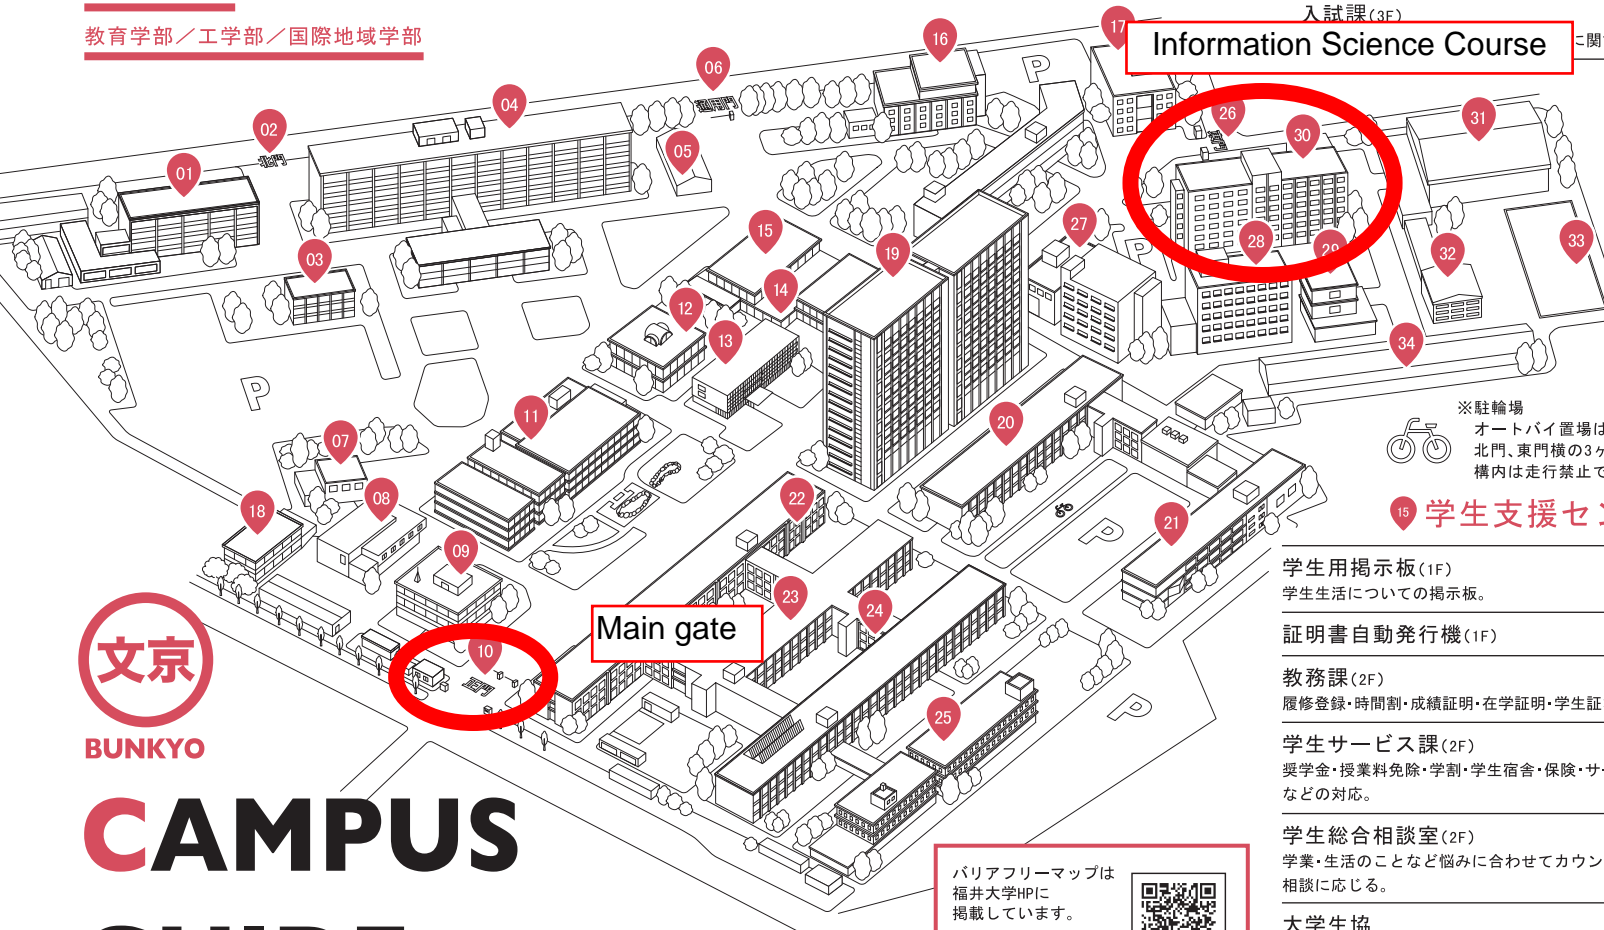 教育学部／工学部／国際地域学部
入試課(3F)
Information Science Course
に関
17
16
06
04
02
01
05
03
26
30
31
15
19
27
28
29
32
33
14
12
13
34
P
P
P
※駐輪場
オートバイ置場は
北門、東門横の3ヶ
構内は走行禁止で
11
20
07
08
22
21
18
P
15 学生支援セン
09
23
24
学生用掲示板(1F)
学生生活についての掲示板。
Main gate
証明書自動発行機(1F)
10
正門
北門
文京
BUNKYO
25
P
教務課(2F)
履修登録・時間割・成績証明・在学証明・学生証
学生サービス課(2F)
奨学金・授業料免除・学割・学生宿舎・保険・サー
などの対応。
CAMPUS
学生総合相談室(2F)
学業・生活のことなど悩みに合わせてカウン
相談に応じる。
バリアフリーマップは
福井大学HPに
掲載しています。
大学生協